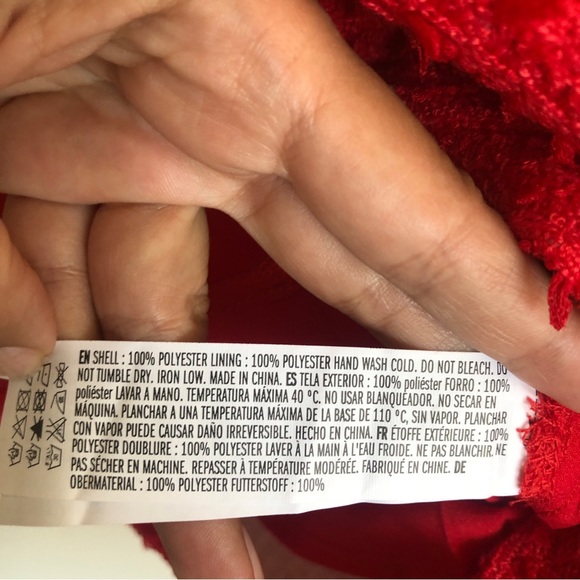 EN SHELL : 100% POLYESTER LINING : 100% POLYESTER HAND WASH COLD. DO NOT BLEACH. DO
NOT TUMBLE DRY. IRON LOW. MADE IN CHINA. ES TELA EXTERIOR : 100% poliéster FORRO : 100%
poliéster LAVAR A MANO. TEMPERATURA MÁXIMA 40 °C. NO USAR BLANQUEADOR. NO SECAR EN
MÁQUINA. PLANCHAR A UNA TEMPERATURA MÁXIMA DE LA BASE DE 110 °C, SIN VAPOR. PLANCHAR
CON VAPOR PUEDE CAUSAR DAÑO IRREVERSIBLE. HECHO EN CHINA. FR ÉTOFFE EXTÉRIEURE : 100%
POLYESTER DOUBLURE : 100% POLYESTER LAVER À LA MAIN À L'EAU FROIDE. NE PAS BLANCHIR. NE
PAS SÉCHER EN MACHINE. REPASSER À TEMPÉRATURE MODÉRÉE. FABRIQUÉ EN CHINE. DE
OBERMATERIAL : 100% POLYESTER FUTTERSTOFF : 100%